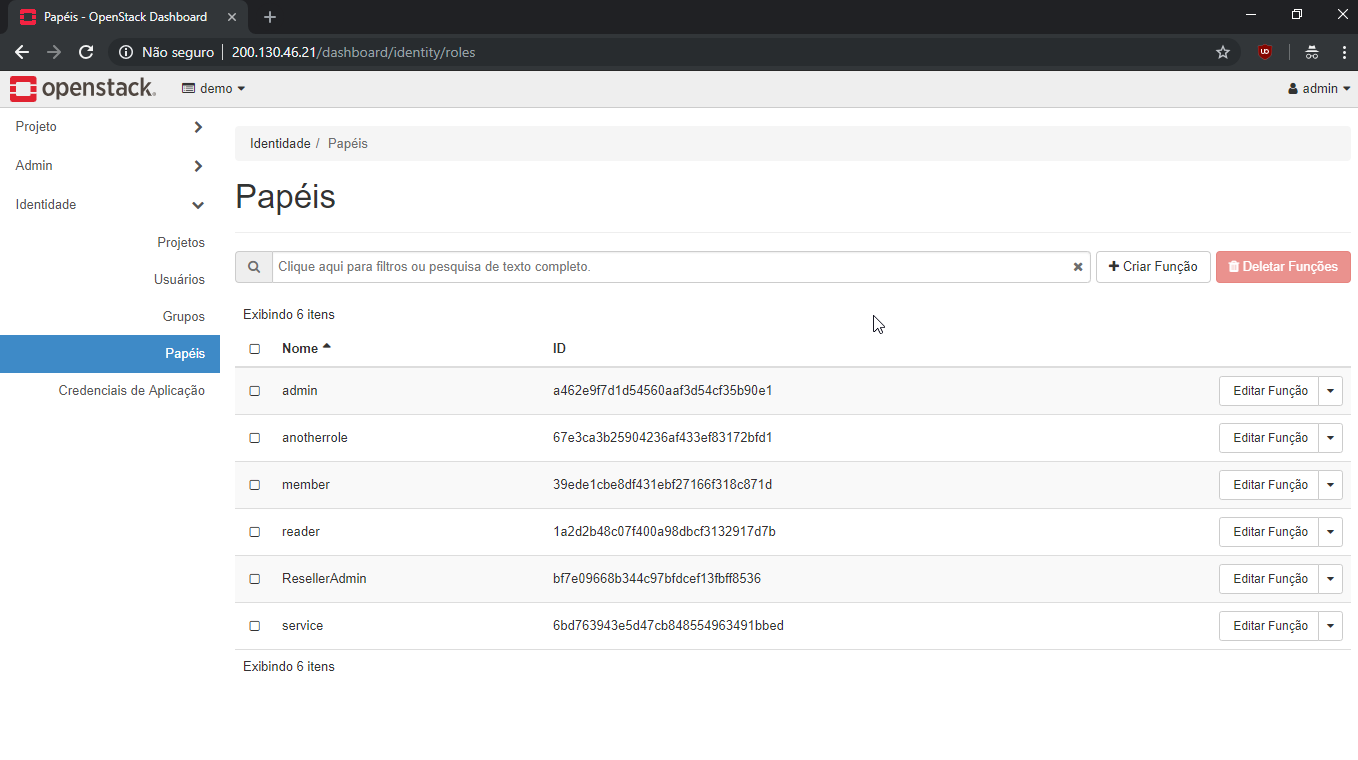 Papéis - OpenStack Dashboard
Não seguro 200.130.46.21/dashboard/identity/roles
openstack. demo admin
Projeto
Admin
Identidade
Projetos
Usuários
Grupos
Papéis
Credenciais de Aplicação
Identidade / Papéis
Papéis
Clique aqui para filtros ou pesquisa de texto completo. Criar Função Deletar Funções
Exibindo 6 itens
Nome ID
admin a462e9f7d1d54560aaf3d54cf35b90e1 Editar Função
anotherrole 67e3ca3b25904236af433ef83172bfd1 Editar Função
member 39ede1cbe8df431ebf27166f318c871d Editar Função
reader 1a2d2b48c07f400a98dbcf3132917d7b Editar Função
ResellerAdmin bf7e09668b344c97bfdcef13fbff8536 Editar Função
service 6bd763943e5d47cb848554963491bbed Editar Função
Exibindo 6 itens